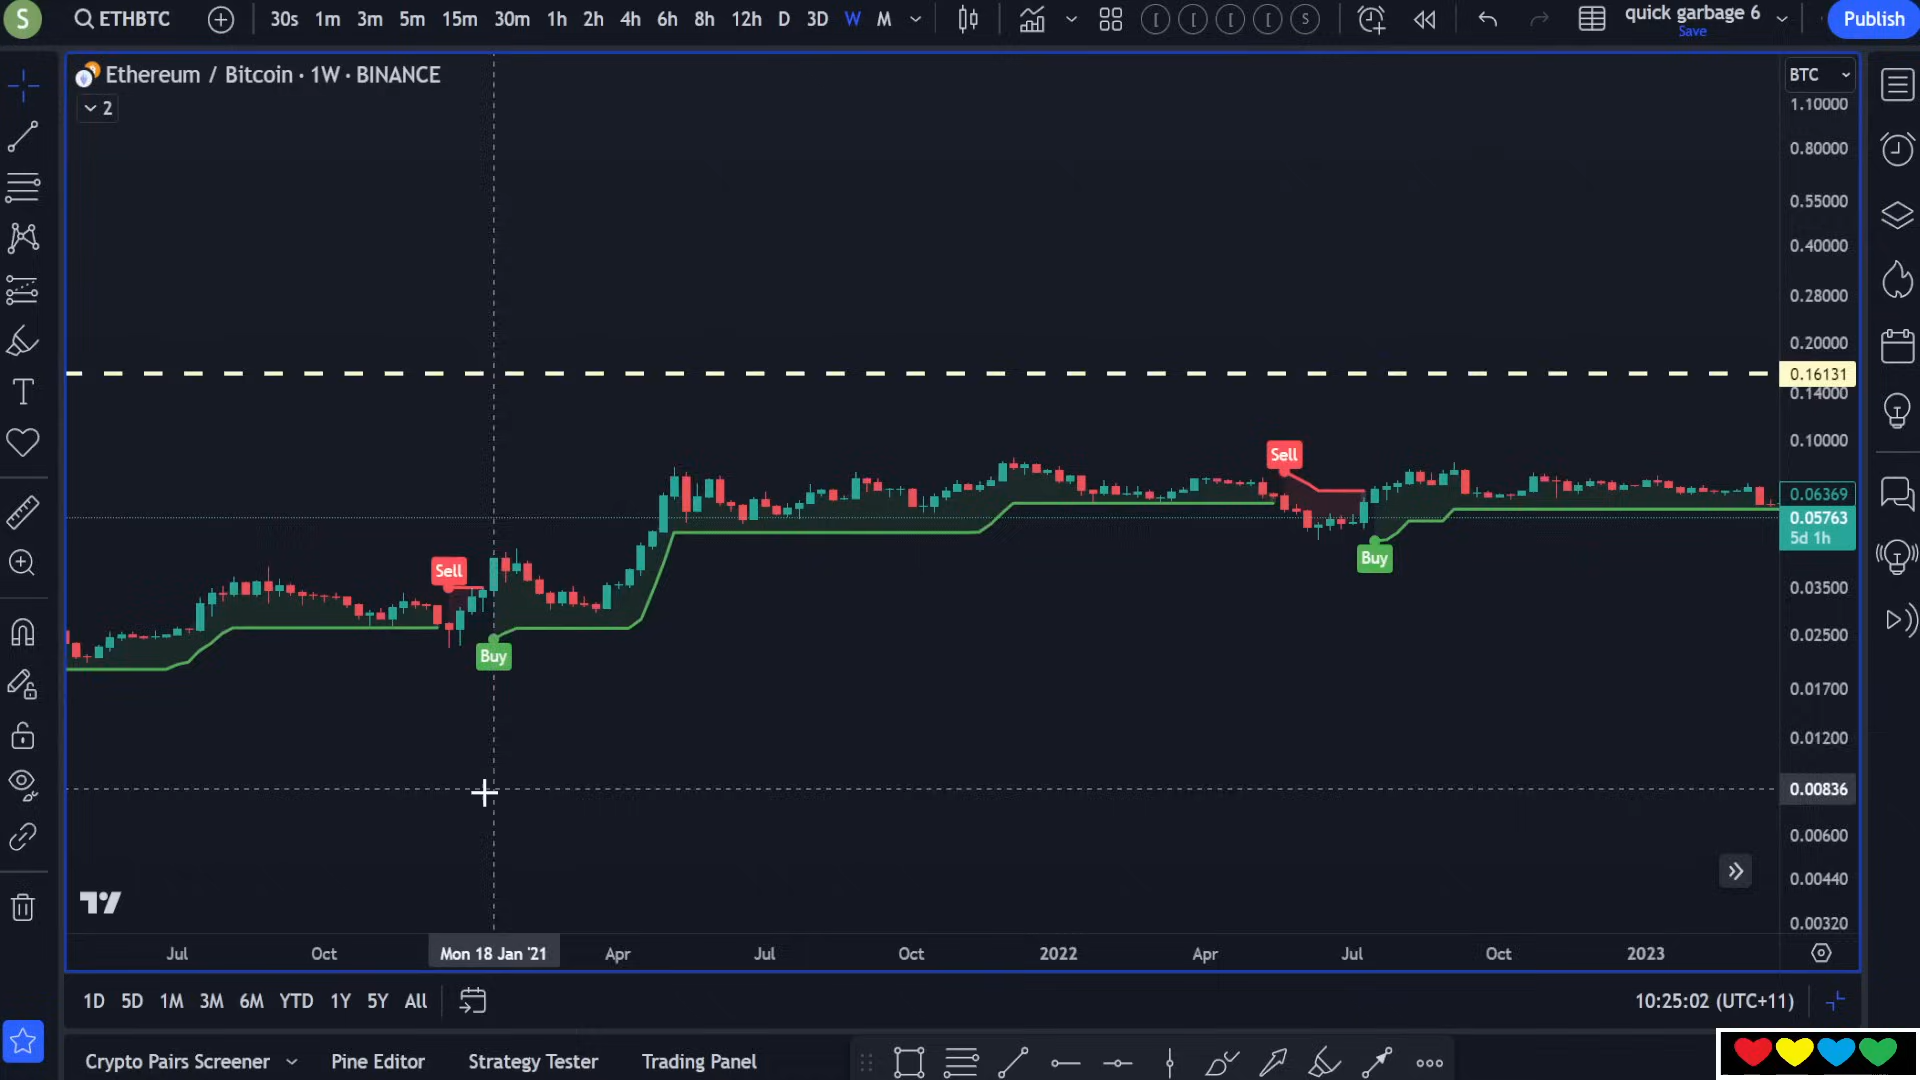 S
ETHBTC
30s 1m 3m 5m 15m 30m 1h 2h 4h 6h 8h 12h D 3D W M
[ [ [ [ S
quick garbage 6
Save
Publish
Ethereum / Bitcoin · 1W · BINANCE
2
BTC
1.10000
0.80000
0.55000
0.40000
0.28000
0.20000
0.16131
0.14000
0.10000
Sell
0.06369
0.05763
5d 1h
Buy
Sell
0.03500
0.02500
Buy
0.01700
0.01200
0.00836
0.00600
0.00440
0.00320
Jul Oct Mon 18 Jan '21 Apr Jul Oct 2022 Apr Jul Oct 2023
1D 5D 1M 3M 6M YTD 1Y 5Y All
10:25:02 (UTC+11)
Crypto Pairs Screener Pine Editor Strategy Tester Trading Panel